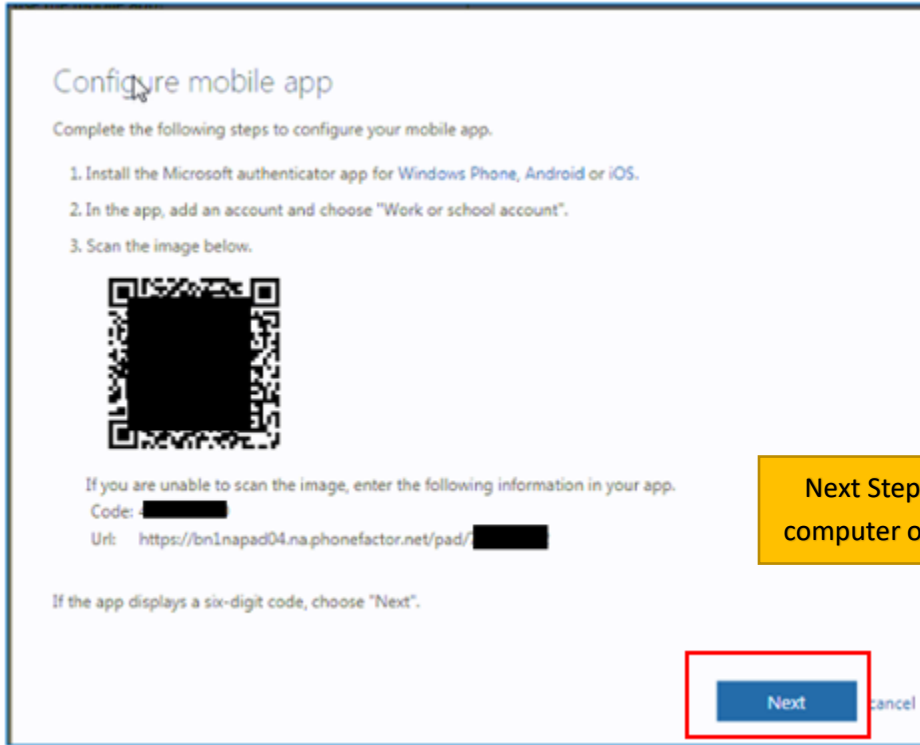 Configure mobile app
Complete the following steps to configure your mobile app.
1. Install the Microsoft authenticator app for Windows Phone, Android or iOS.
2. In the app, add an account and choose "Work or school account".
3. Scan the image below.
If you are unable to scan the image, enter the following information in your app.
Code:
Url: https://bn1napad04.na.phonefactor.net/pad/
Next Step
computer o
If the app displays a six-digit code, choose "Next".
Next cancel